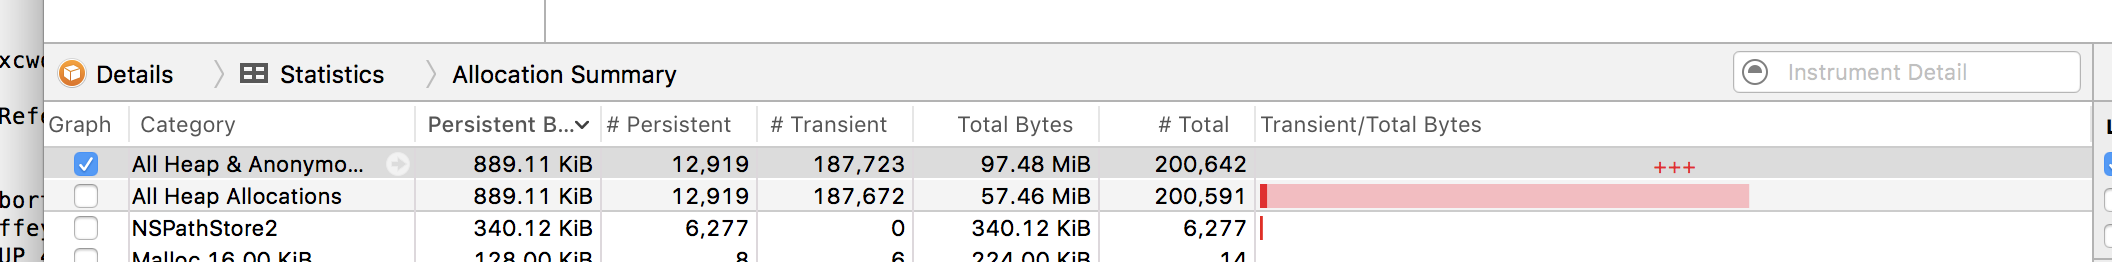 xcw
Details Statistics Allocation Summary Instrument Detail
Refe
Graph Category Persistent B... # Persistent # Transient Total Bytes # Total Transient/Total Bytes
All Heap & Anonymo... 889.11 KiB 12,919 187,723 97.48 MiB 200,642 +++
All Heap Allocations 889.11 KiB 12,919 187,672 57.46 MiB 200,591
bort
NSPathStore2 340.12 KiB 6,277 0 340.12 KiB 6,277
ffey
Malloc 16.00 KiB 128.00 KiB 8 6 224.00 KiB 14
UP